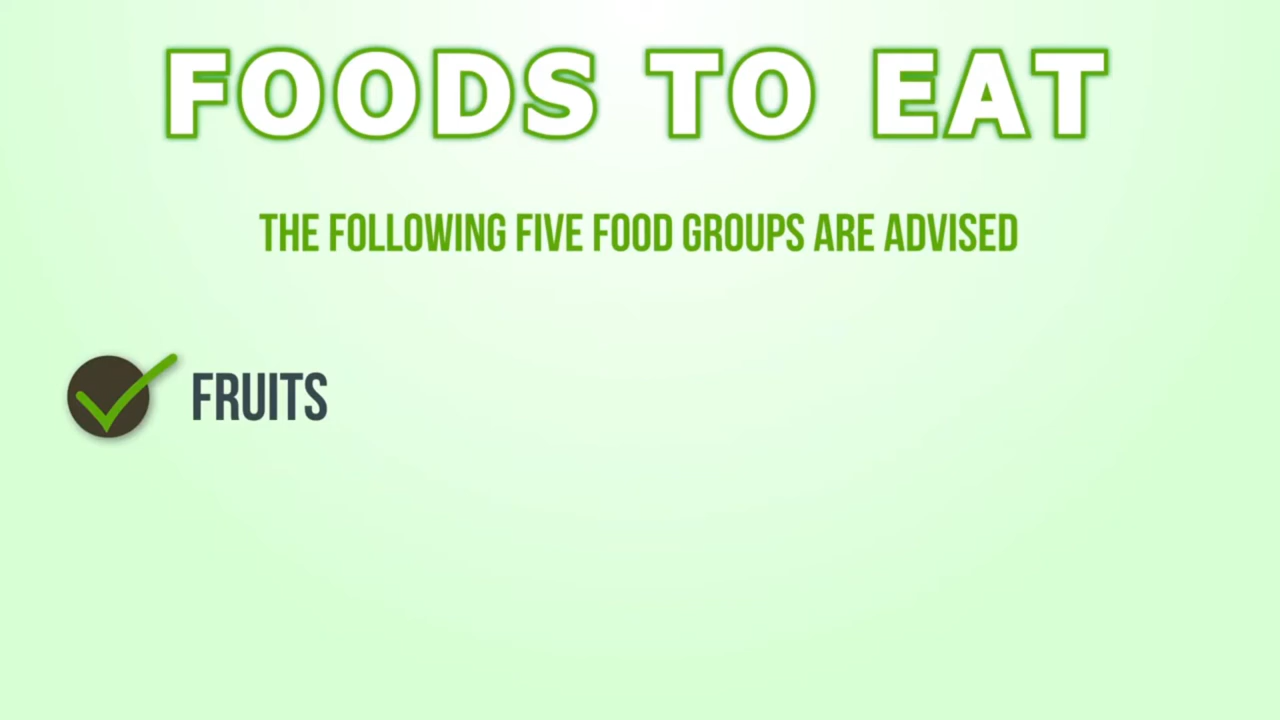 FOODS TO EAT
THE FOLLOWING FIVE FOOD GROUPS ARE ADVISED
FRUITS